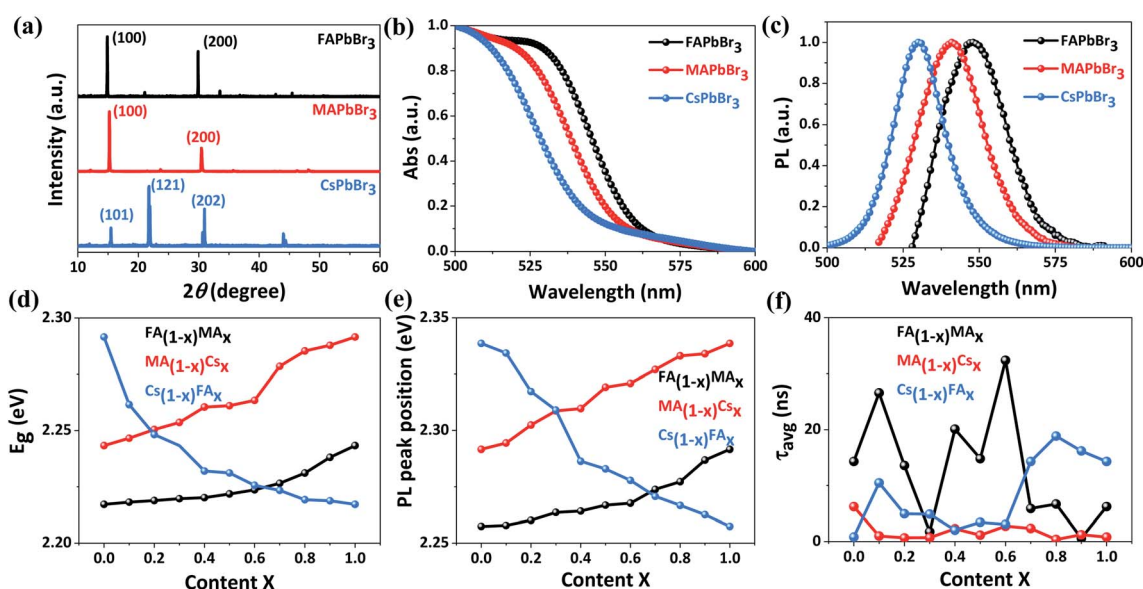 (a)
(100)
(200)
FAPbBr3
(100)
(200)
MAPbBr3
(101)
(121)
(202)
CsPbBr3
Intensity (a.u.)
10 20 30 40 50 60
2θ (degree)
(b)
1.0
0.8
0.6
0.4
0.2
0.0
Abs (a.u.)
FAPbBr3
MAPbBr3
CsPbBr3
500 525 550 575 600
Wavelength (nm)
(c)
1.0
0.8
0.6
0.4
0.2
0.0
PL (a.u.)
FAPbBr3
MAPbBr3
CsPbBr3
500 525 550 575 600
Wavelength (nm)
(d)
2.30
2.25
2.20
Eg (eV)
FA(1-x)MAx
MA(1-x)Csx
Cs(1-x)FAx
0.0 0.2 0.4 0.6 0.8 1.0
Content X
(e)
2.35
2.30
2.25
PL peak position (eV)
FA(1-x)MAx
MA(1-x)Csx
Cs(1-x)FAx
0.0 0.2 0.4 0.6 0.8 1.0
Content X
(f)
40
20
0
τavg (ns)
FA(1-x)MAx
MA(1-x)Csx
Cs(1-x)FAx
0.0 0.2 0.4 0.6 0.8 1.0
Content X